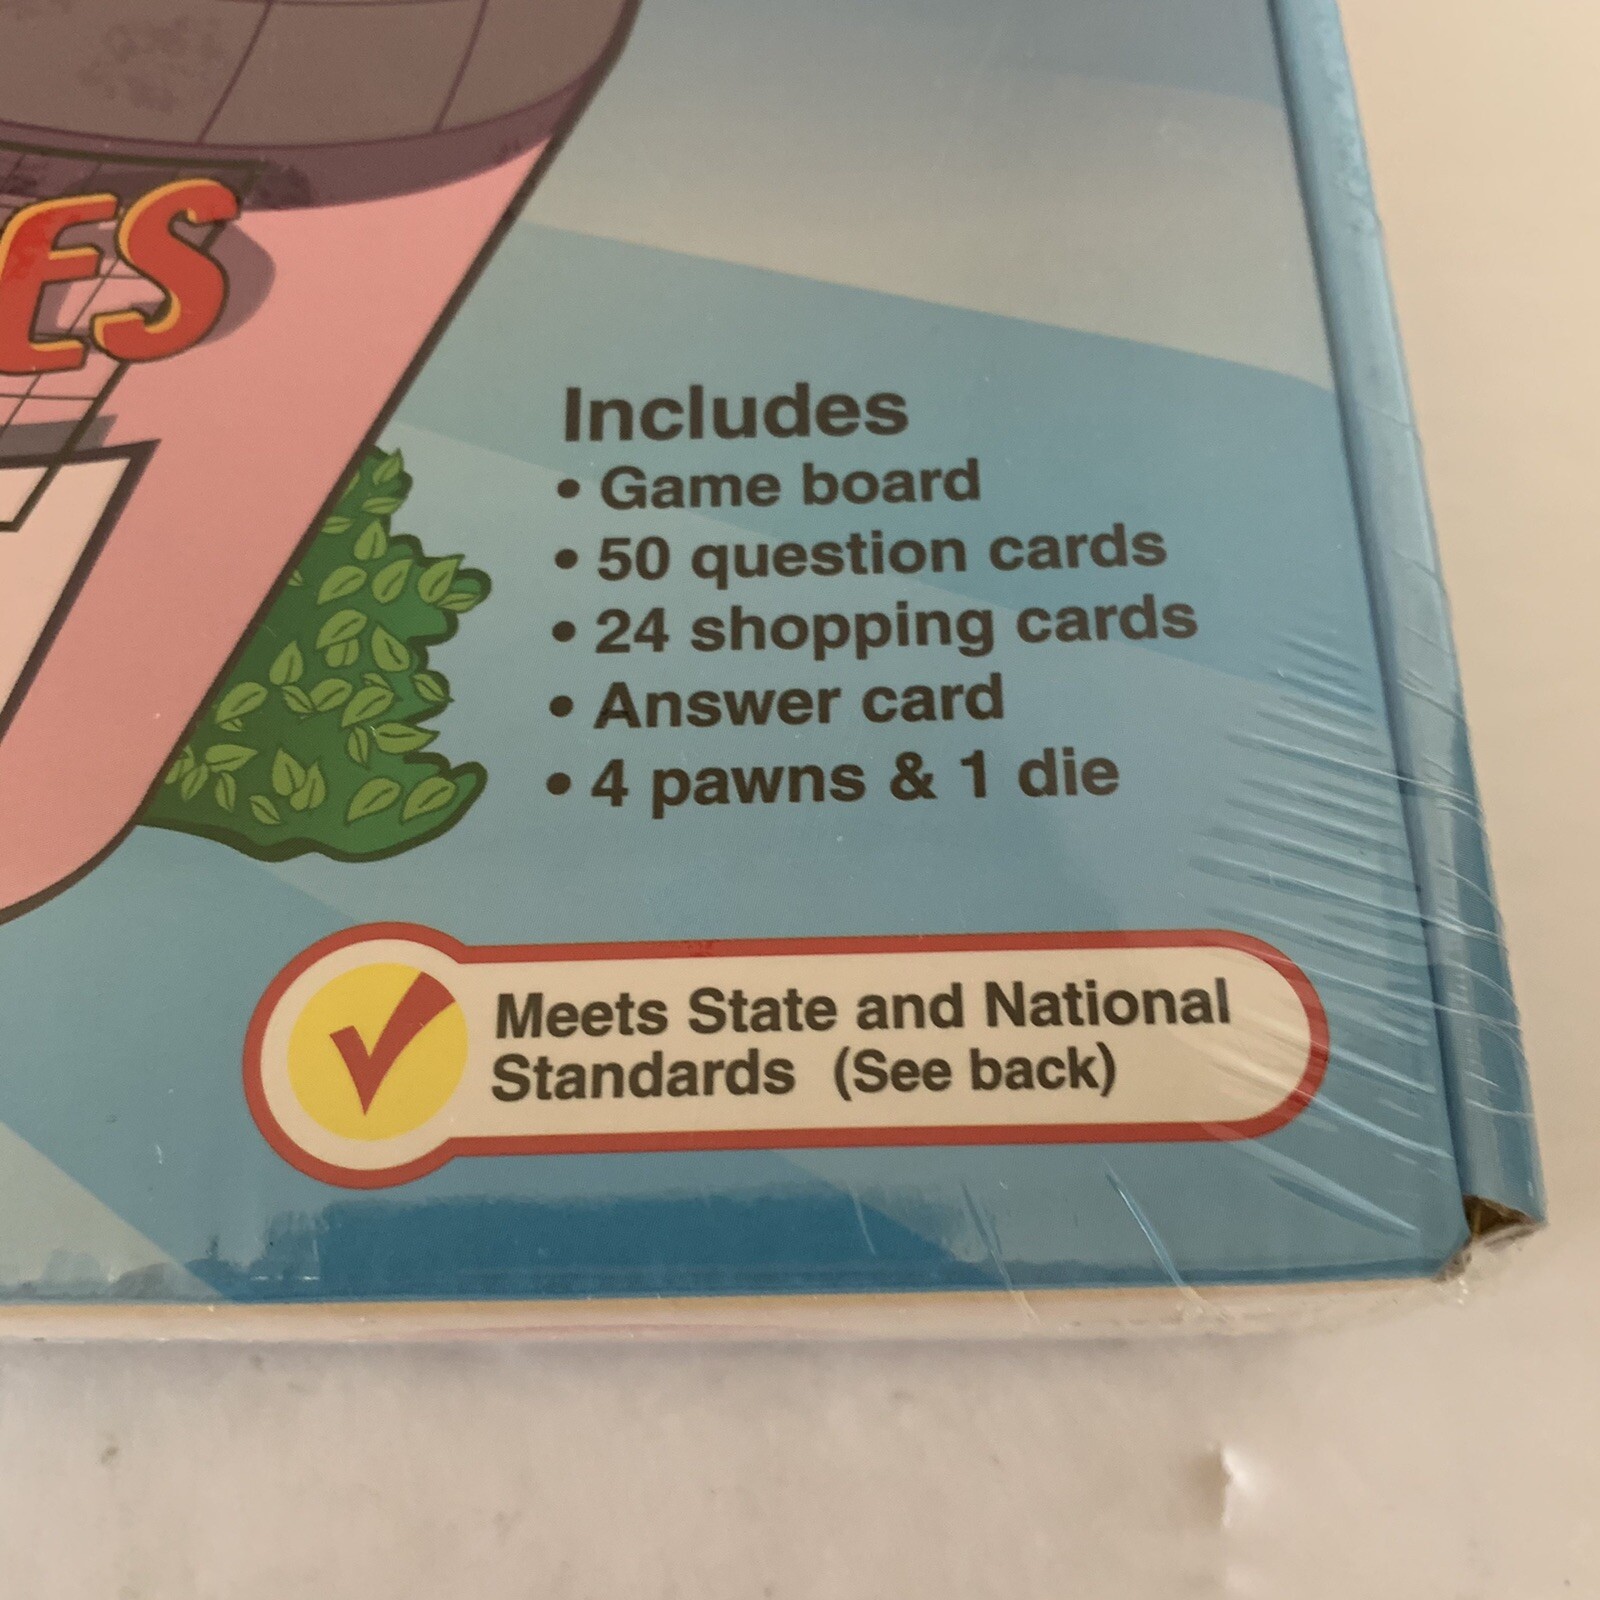 ES
Includes
• Game board
• 50 question cards
• 24 shopping cards
• Answer card
• 4 pawns & 1 die
Meets State and National
Standards (See back)